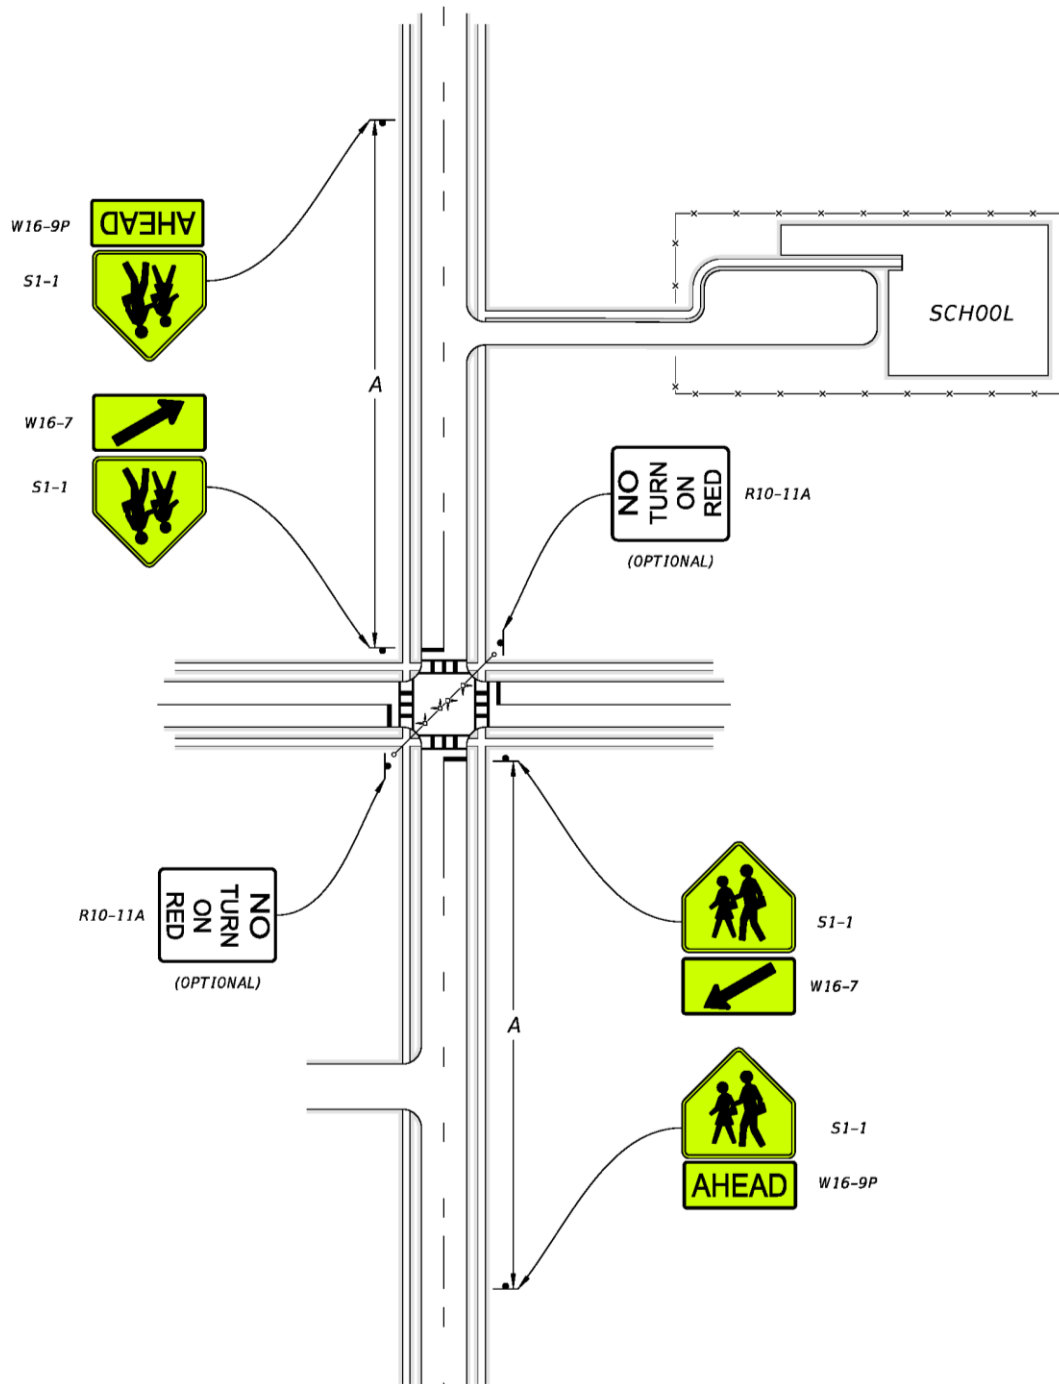 W16-9P
AHEAD
S1-1
SCHOOL
A
W16-7
S1-1
NO
TURN
ON
RED
R10-11A
(OPTIONAL)
R10-11A
NO
TURN
ON
RED
(OPTIONAL)
S1-1
W16-7
A
S1-1
AHEAD
W16-9P